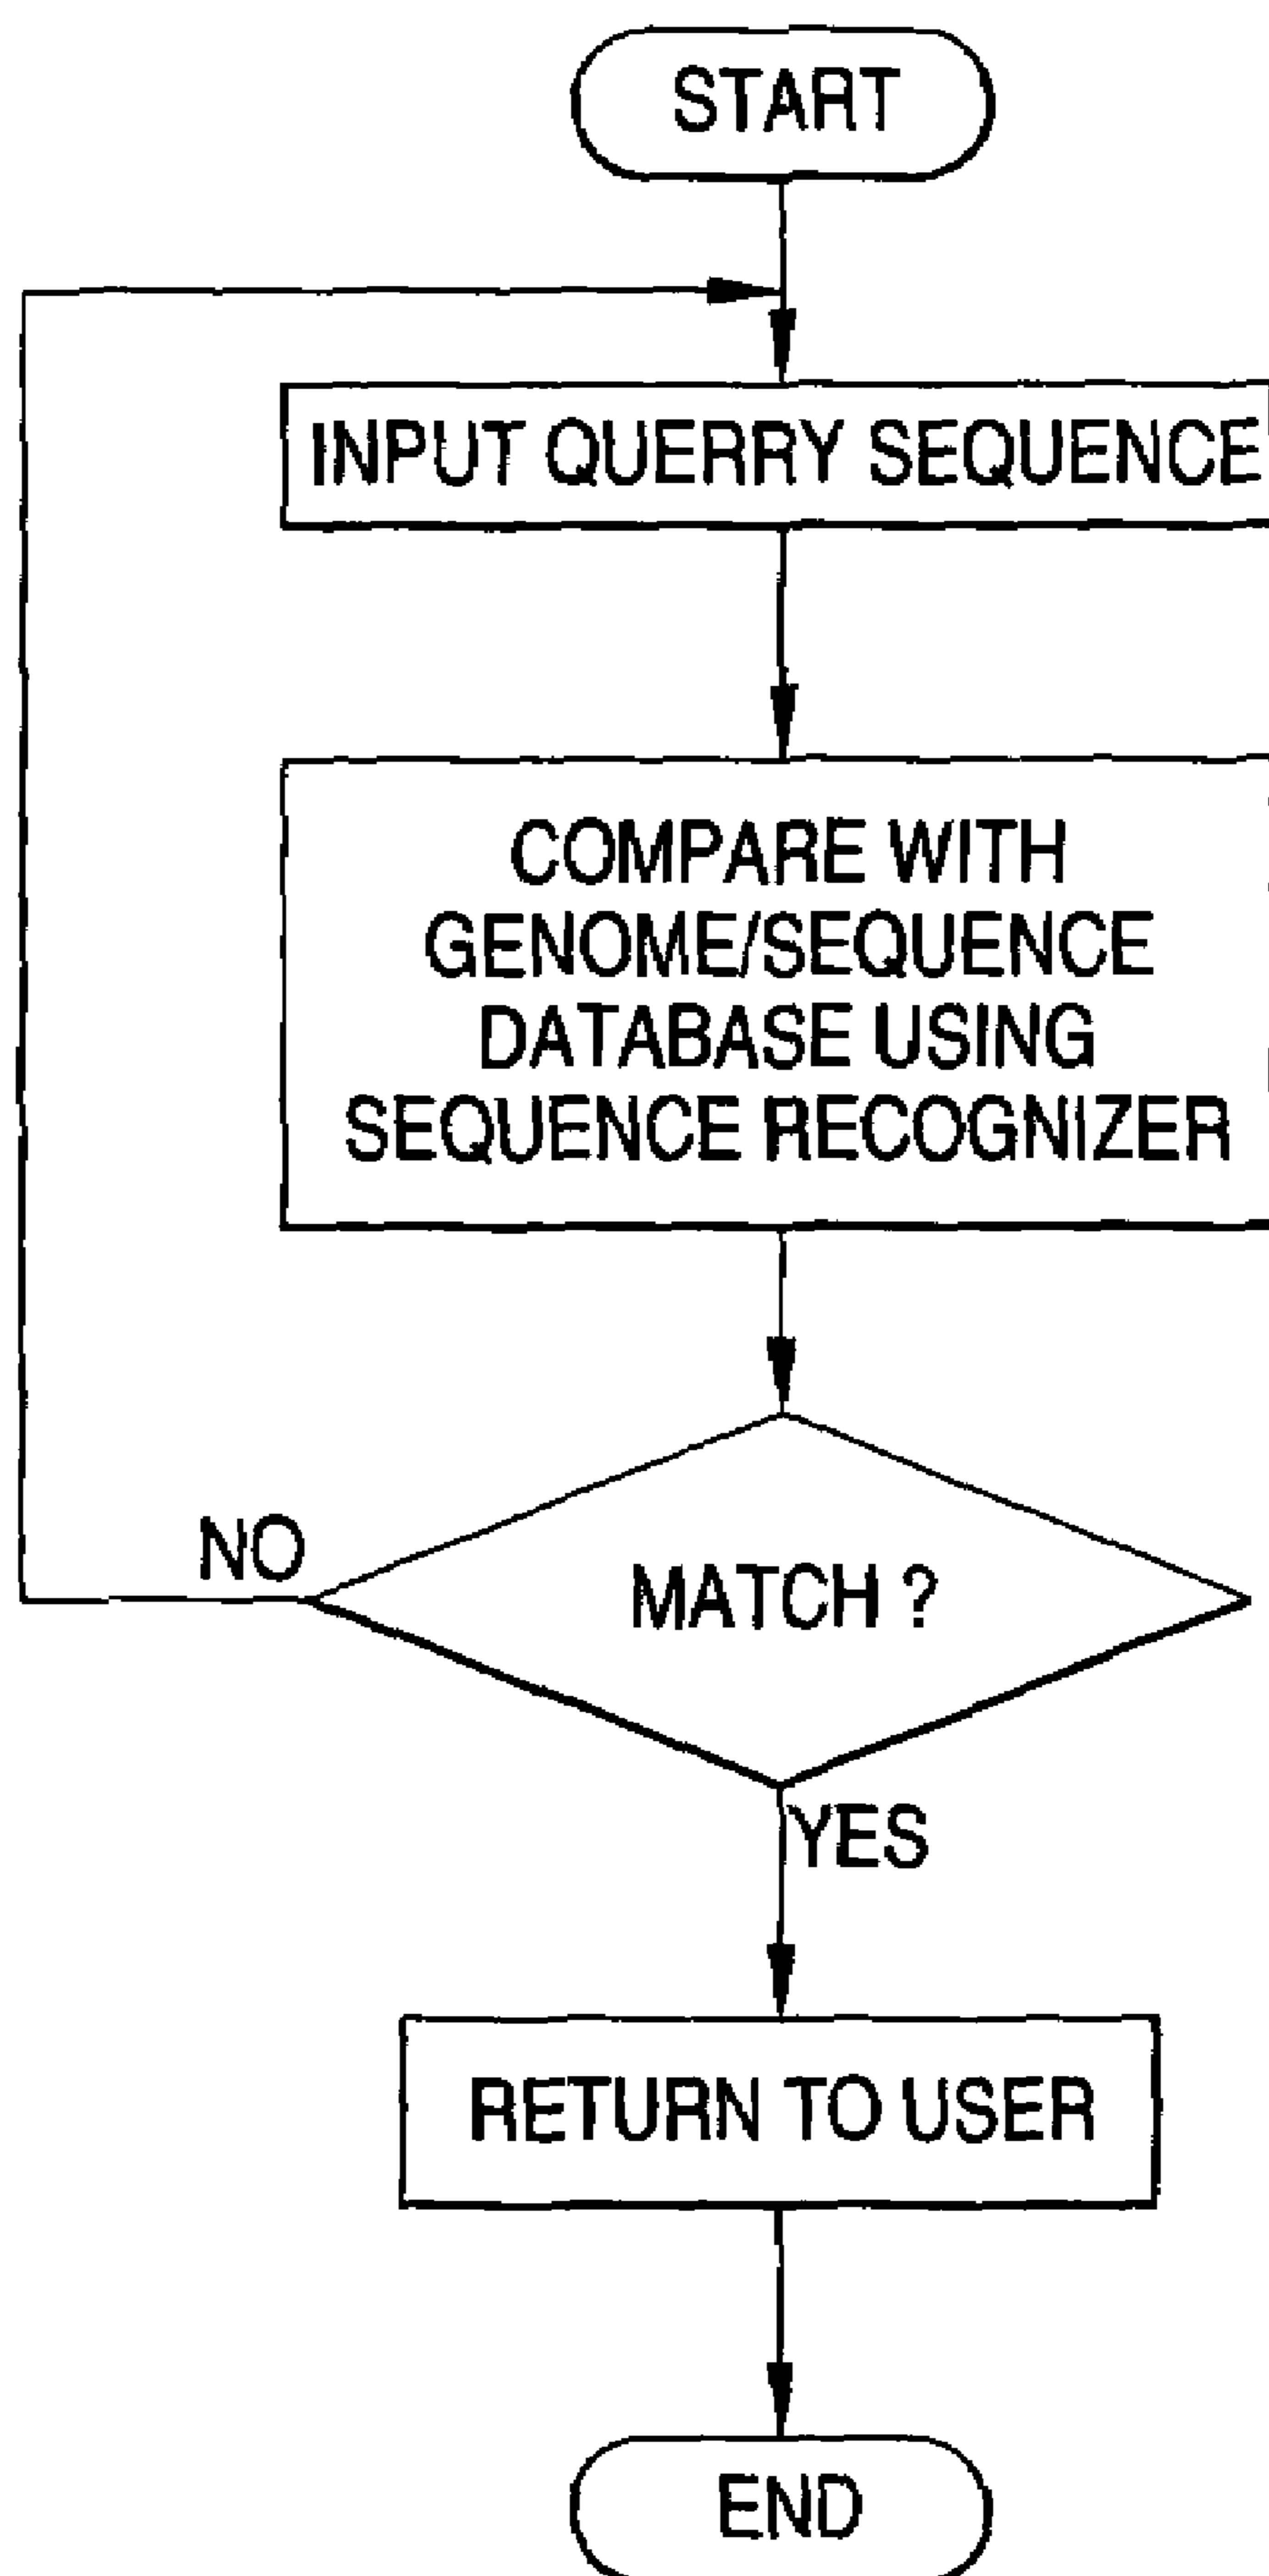 START
INPUT QUERRY SEQUENCE
COMPARE WITH
GENOME/SEQUENCE
DATABASE USING
SEQUENCE RECOGNIZER
NO
MATCH ?
YES
RETURN TO USER
END